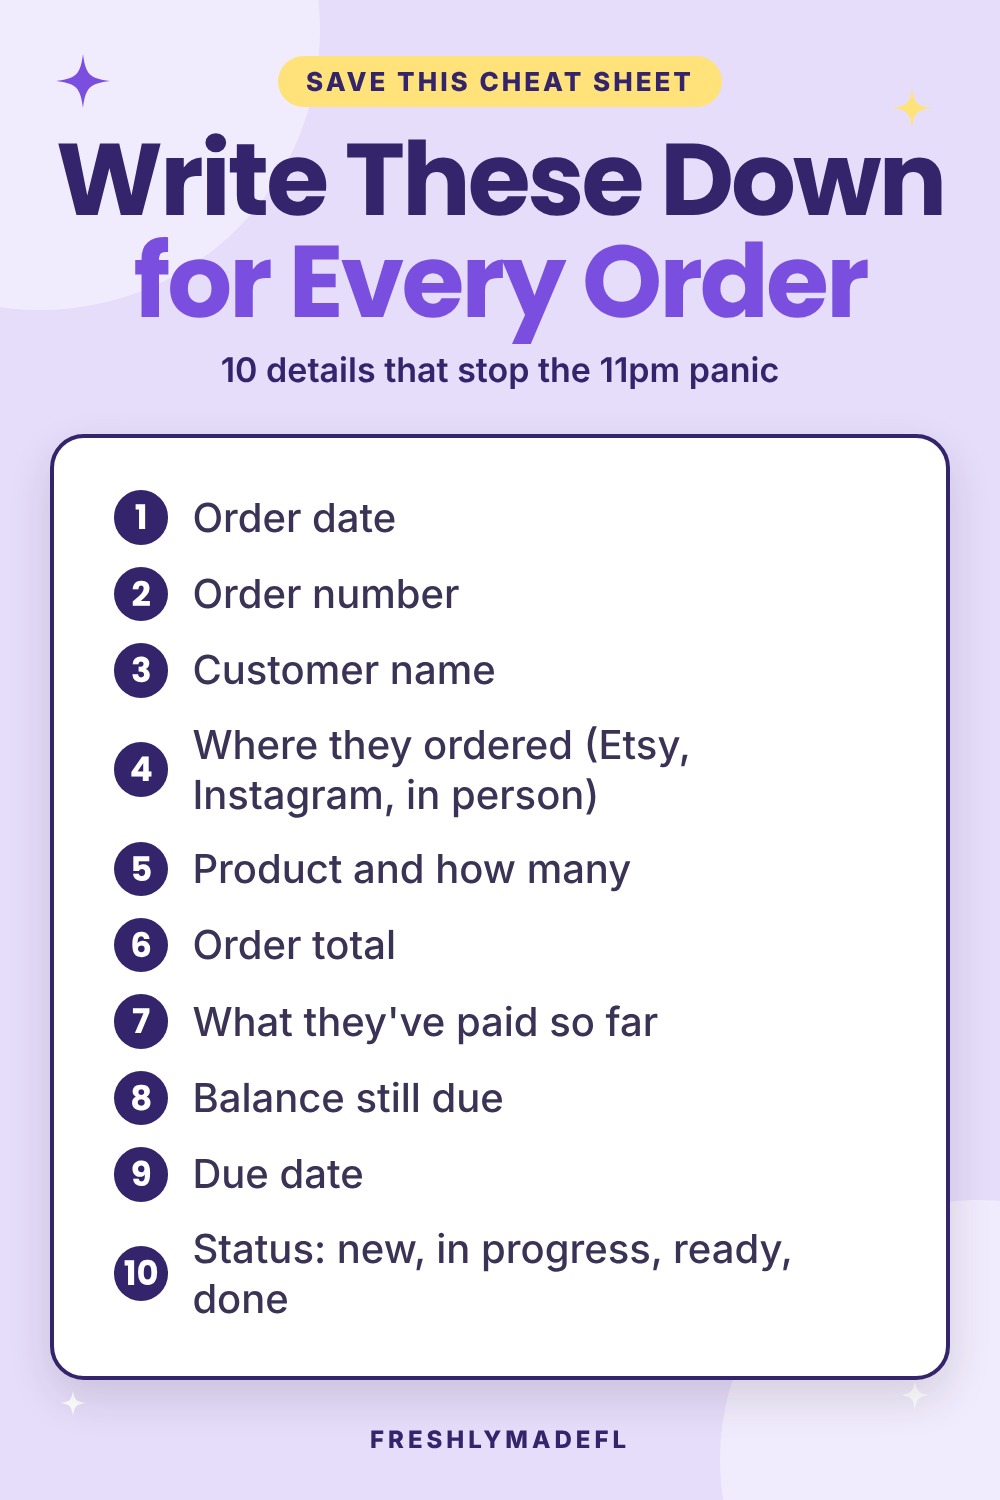 SAVE THIS CHEAT SHEET
Write These Down
for Every Order
10 details that stop the 11pm panic
1 Order date
2 Order number
3 Customer name
4 Where they ordered (Etsy,
Instagram, in person)
5 Product and how many
6 Order total
7 What they've paid so far
8 Balance still due
9 Due date
10 Status: new, in progress, ready,
done
FRESHLYMADEFL